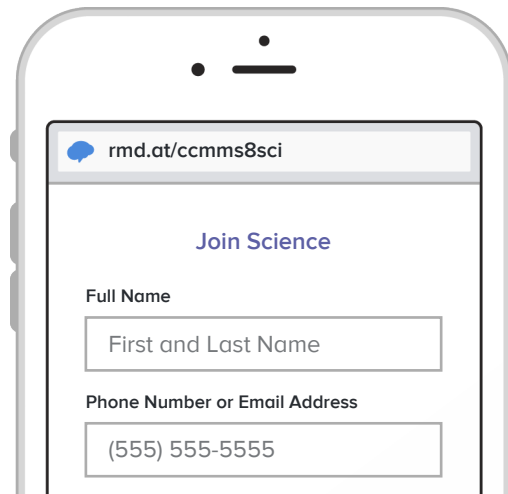 rmd.at/ccmms8sci
Join Science
Full Name
First and Last Name
Phone Number or Email Address
(555) 555-5555